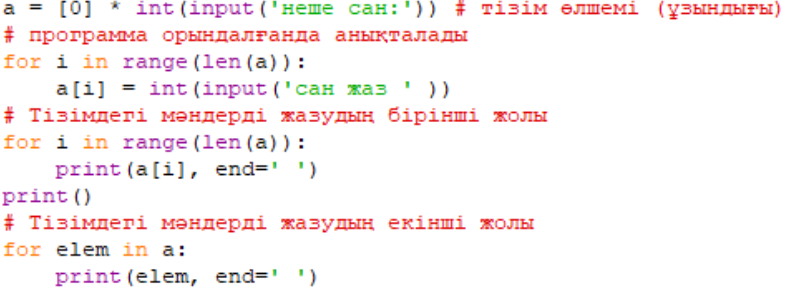 a = [0] * int(input('неше сан:')) # тізім өлшемі (ұзындығы)
# программа орындалғанда анықталады
for i in range(len(a)):
    a[i] = int(input('сан жаз ' ))
# Тізімдегі мәндерді жазудың бірінші жолы
for i in range(len(a)):
    print(a[i], end=' ')
print()
# Тізімдегі мәндерді жазудың екінші жолы
for elem in a:
    print(elem, end=' ')